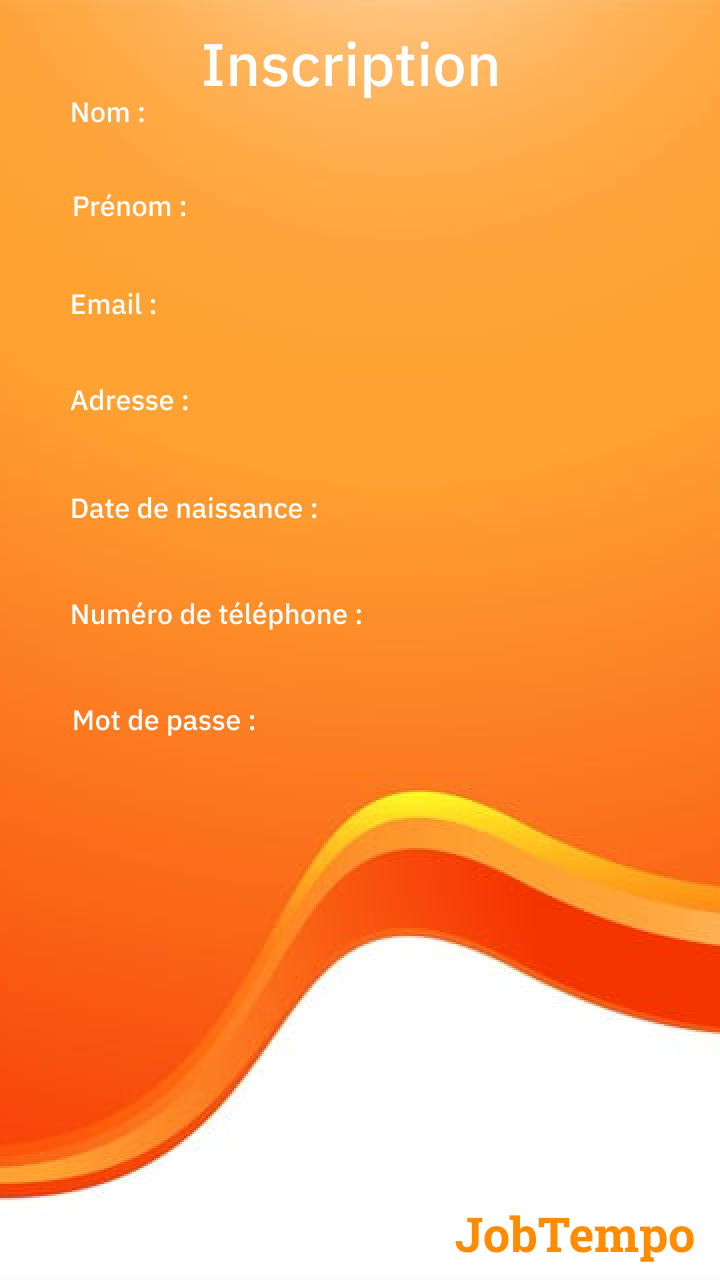 Inscription
Nom :
Prénom :
Email :
Adresse :
Date de naissance :
Numéro de téléphone :
Mot de passe :
JobTempo